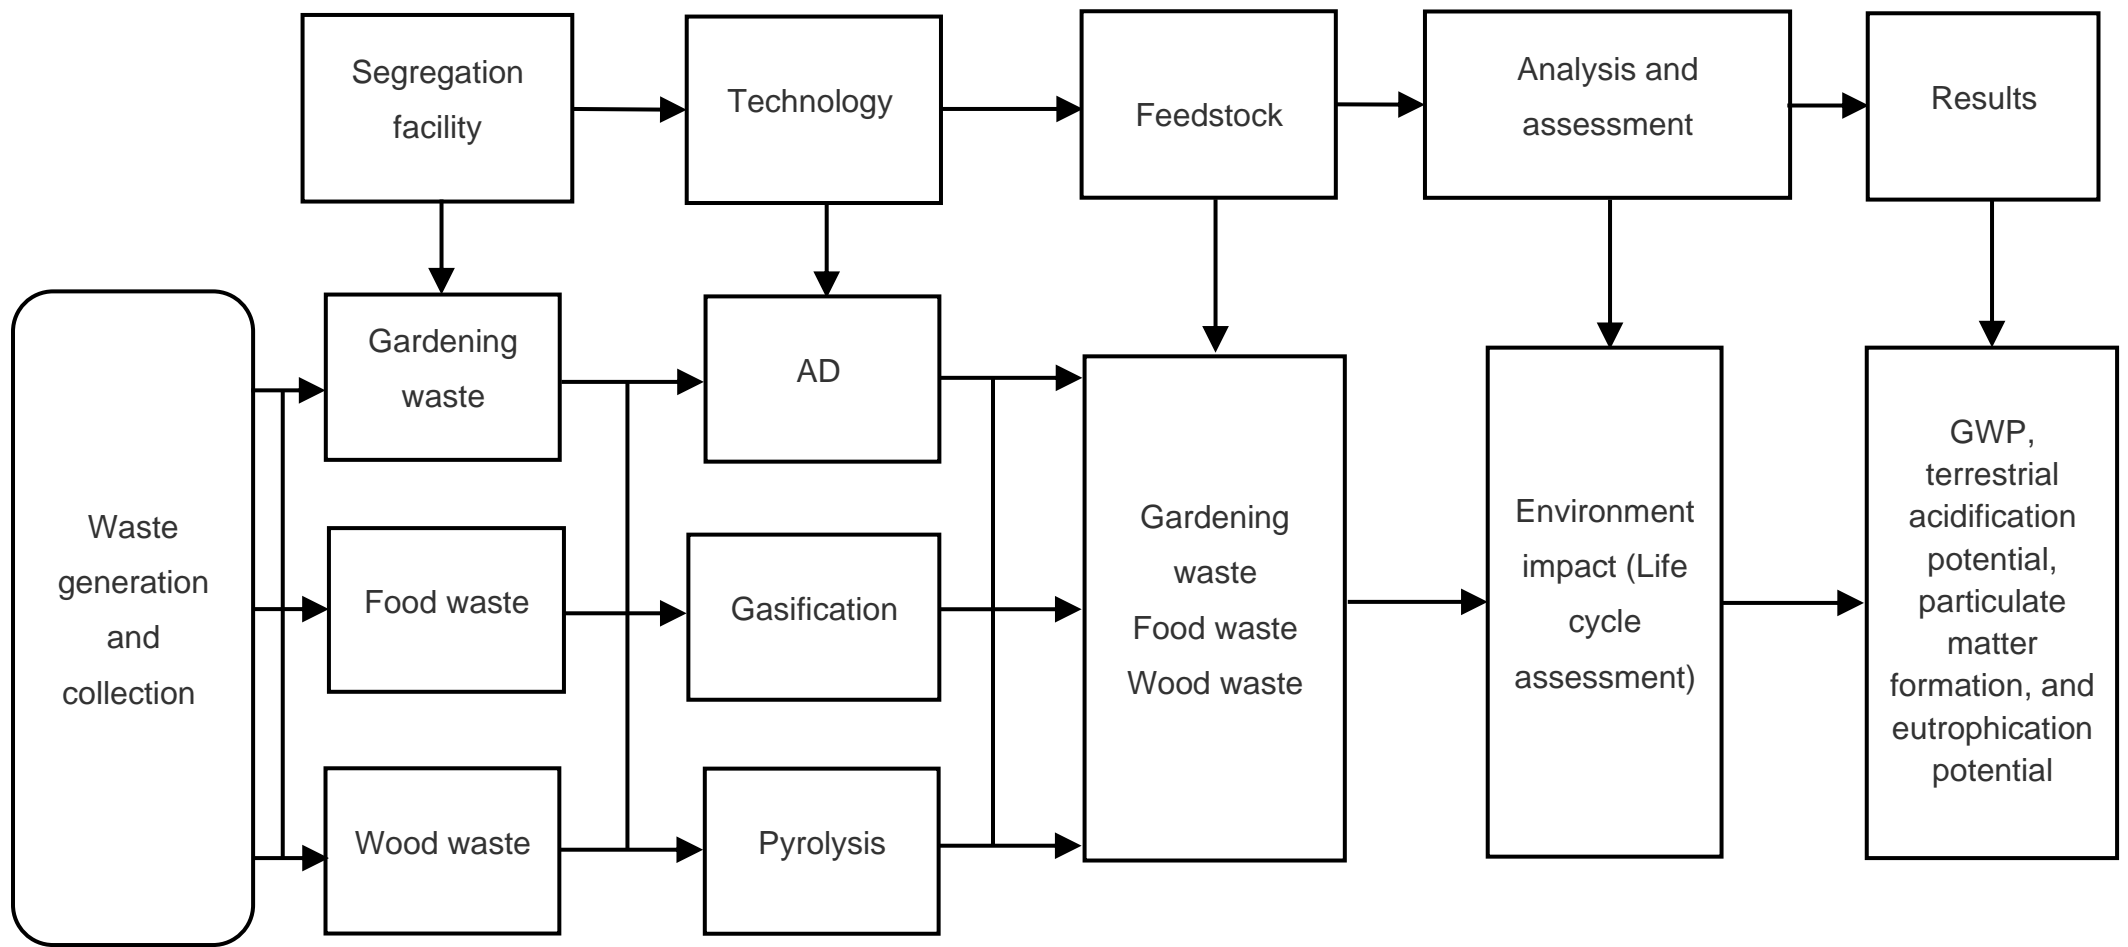 Segregation
facility
Technology
Feedstock
Analysis and
assessment
Results
Waste
generation
and
collection
Gardening
waste
AD
Food waste
Gasification
Wood waste
Pyrolysis
Gardening
waste
Food waste
Wood waste
Environment
impact (Life
cycle
assessment)
GWP,
terrestrial
acidification
potential,
particulate
matter
formation, and
eutrophication
potential